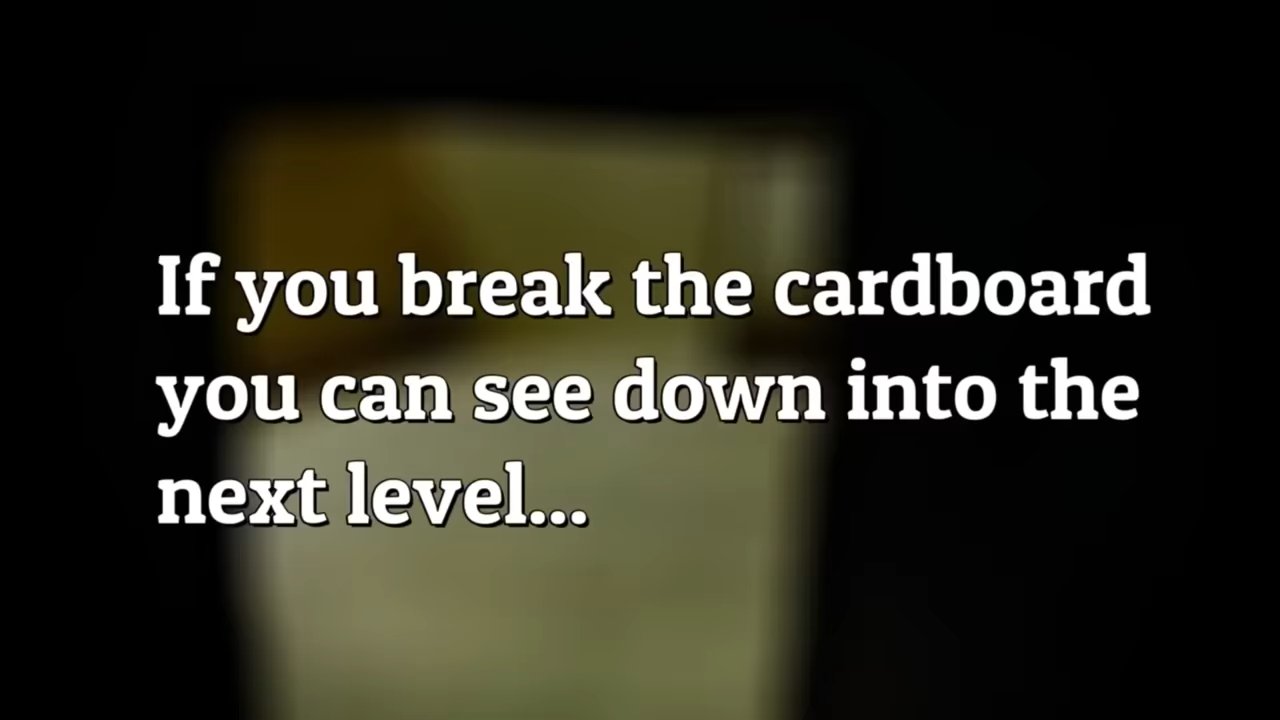 If you break the cardboard
you can see down into the
next level...